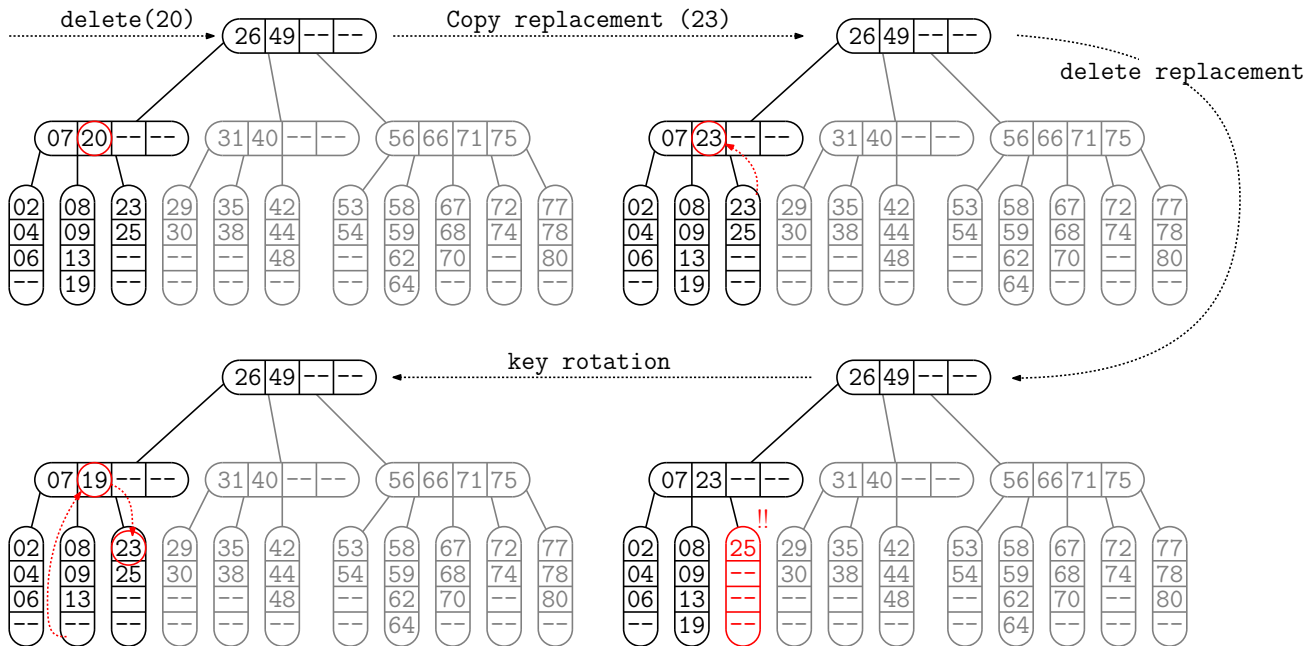 delete(20)
Copy replacement (23)
26 49 -- --
26 49 -- --
delete replacement
07 20 -- -- 31 40 -- -- 56 66 71 75
07 23 -- -- 31 40 -- -- 56 66 71 75
02 08 23 29 35 42 53 58 67 72 77
04 09 25 30 38 44 54 59 68 74 78
06 13 -- -- -- 48 -- 62 70 -- 80
-- 19 -- -- -- -- -- 64 -- -- --
02 08 23 29 35 42 53 58 67 72 77
04 09 25 30 38 44 54 59 68 74 78
06 13 -- -- -- 48 -- 62 70 -- 80
-- 19 -- -- -- -- -- 64 -- -- --
key rotation
26 49 -- --
26 49 -- --
07 19 -- -- 31 40 -- -- 56 66 71 75
07 23 -- -- 31 40 -- -- 56 66 71 75
!!
02 08 23 29 35 42 53 58 67 72 77
04 09 25 30 38 44 54 59 68 74 78
06 13 -- -- -- 48 -- 62 70 -- 80
-- -- -- -- -- -- -- 64 -- -- --
02 08 25 29 35 42 53 58 67 72 77
04 09 -- 30 38 44 54 59 68 74 78
06 13 -- -- -- 48 -- 62 70 -- 80
-- 19 -- -- -- -- -- 64 -- -- --